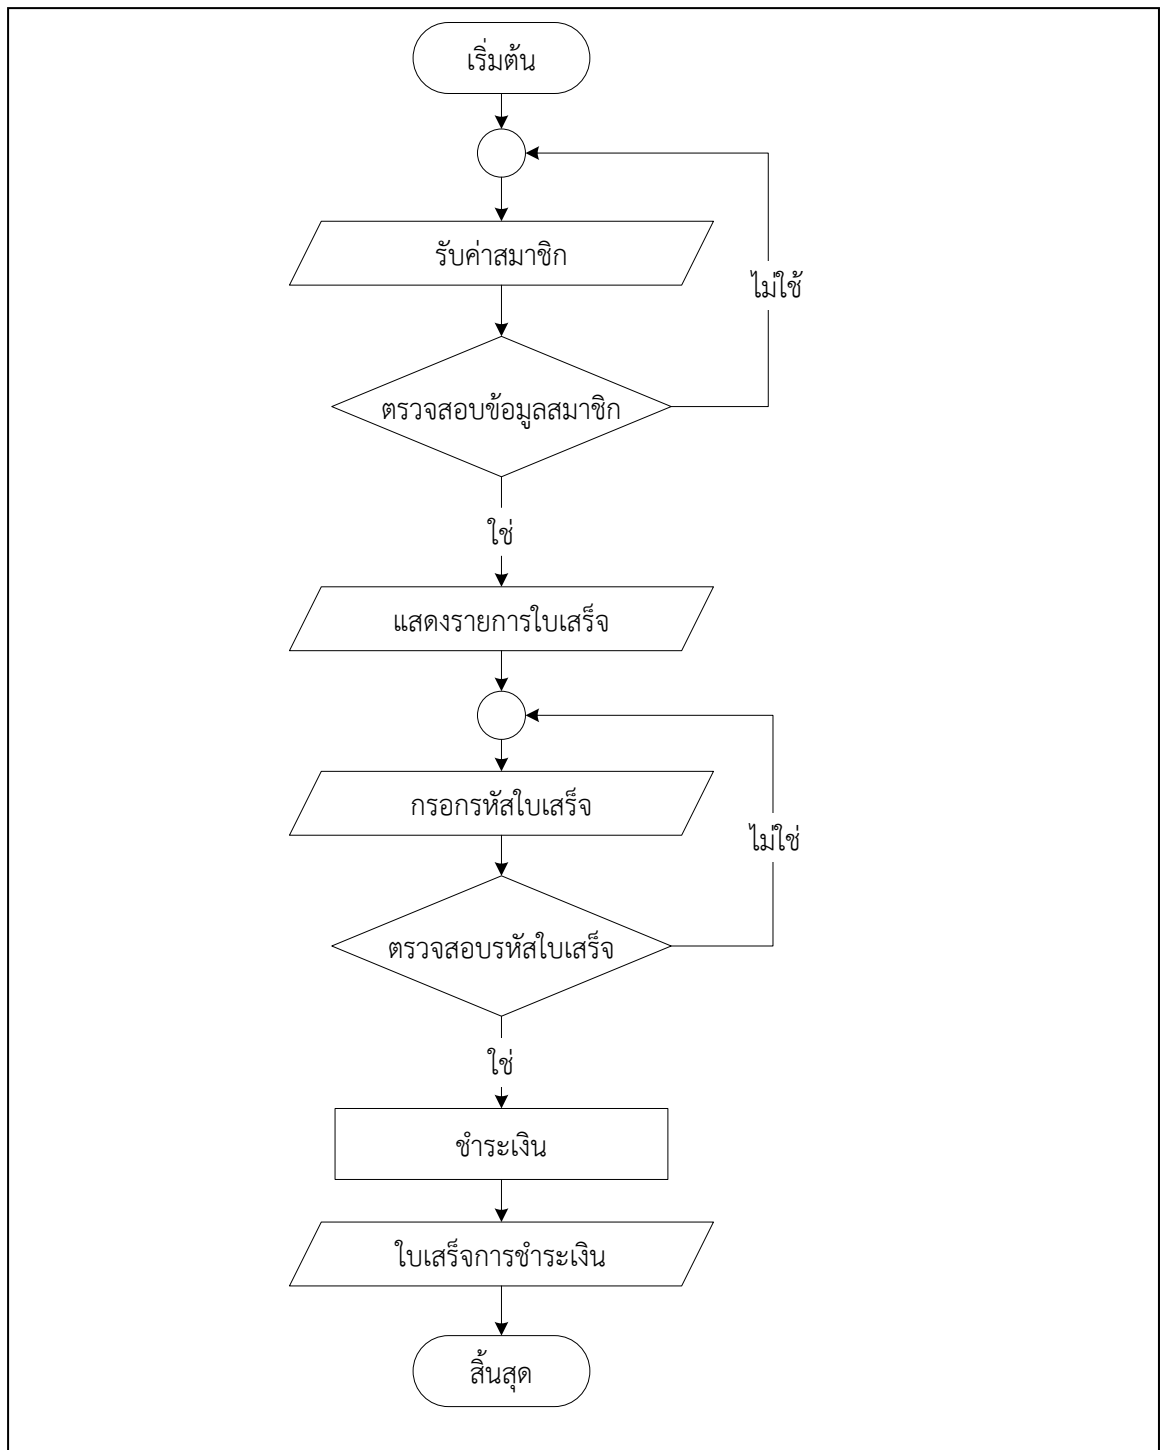 เริ่มต้น
รับค่าสมาชิก
ไม่ใช้
ตรวจสอบข้อมูลสมาชิก
ใช่
แสดงรายการใบเสร็จ
กรอกรหัสใบเสร็จ
ไม่ใช่
ตรวจสอบรหัสใบเสร็จ
ใช่
ชำระเงิน
ใบเสร็จการชำระเงิน
สิ้นสุด